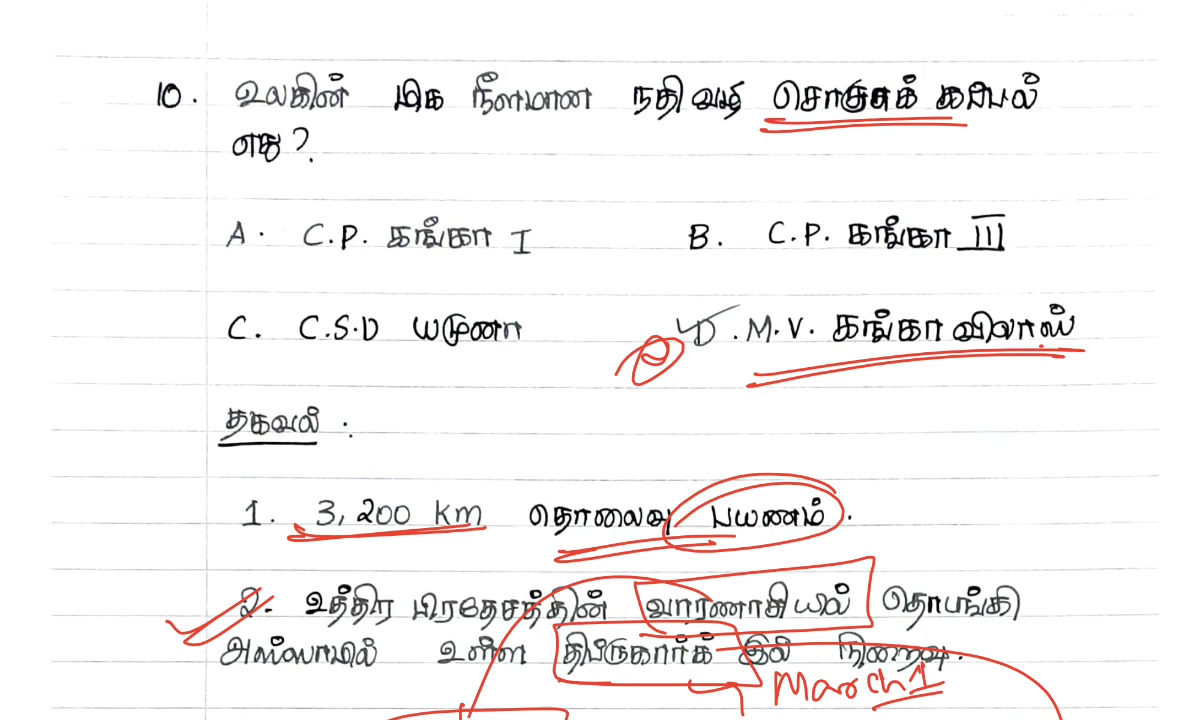 10. உலகின் மிக நீளமான நதி வழி சொகுசுக் கப்பல்
எது?
A. C.P. கங்கா I B. C.P. கங்கா III
C. C.S.D யமுனா D. M.V. கங்கா விலாஸ்
தகவல் :
1. 3,200 km தொலைவு பயணம்.
2. உத்திர பிரதேசத்தின் வாரணாசியில் தொடங்கி
அஸ்ஸாமில் உள்ள திப்ருகார்க் இல் நிறைவு.
March 1